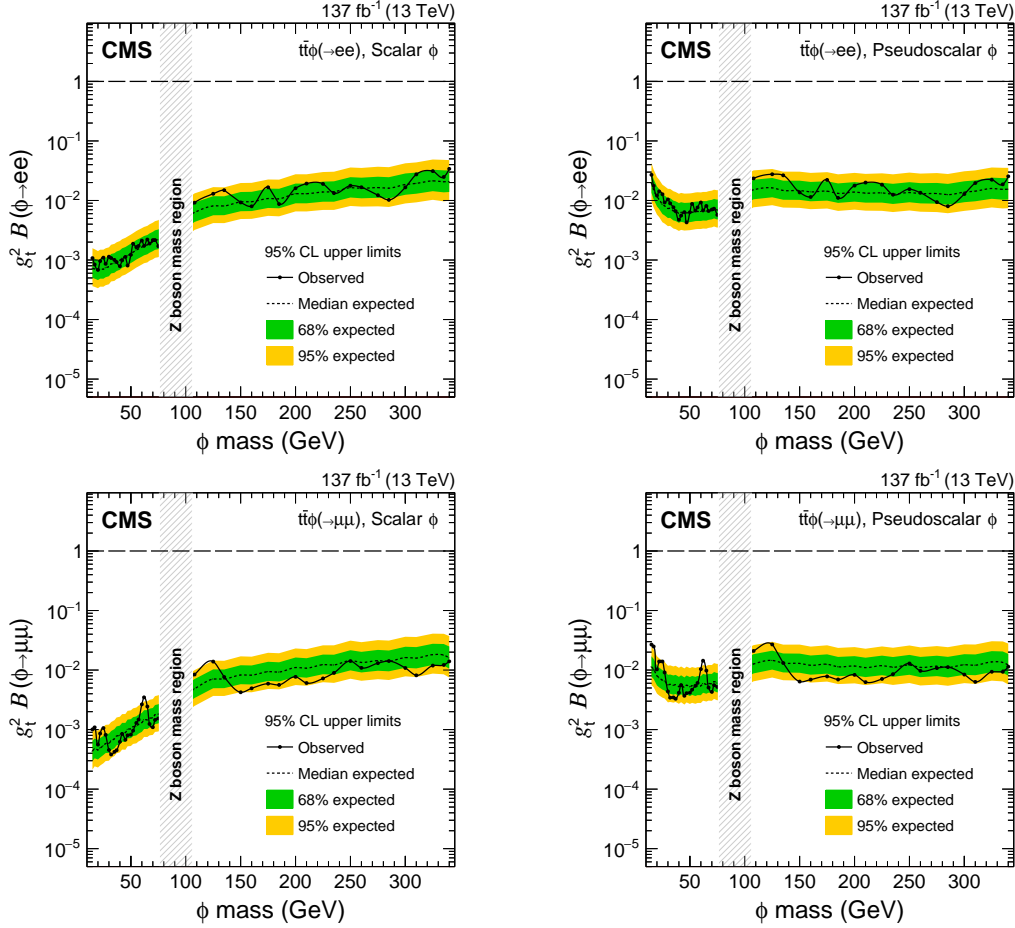 137 fb⁻¹ (13 TeV)
CMS
tt̄ϕ(→ee), Scalar ϕ
1
10⁻¹
10⁻²
10⁻³
10⁻⁴
10⁻⁵
g²ₜ B (ϕ→ee)
Z boson mass region
95% CL upper limits
Observed
Median expected
68% expected
95% expected
50 100 150 200 250 300
ϕ mass (GeV)
137 fb⁻¹ (13 TeV)
CMS
tt̄ϕ(→ee), Pseudoscalar ϕ
1
10⁻¹
10⁻²
10⁻³
10⁻⁴
10⁻⁵
g²ₜ B (ϕ→ee)
Z boson mass region
95% CL upper limits
Observed
Median expected
68% expected
95% expected
50 100 150 200 250 300
ϕ mass (GeV)
137 fb⁻¹ (13 TeV)
CMS
tt̄ϕ(→μμ), Scalar ϕ
1
10⁻¹
10⁻²
10⁻³
10⁻⁴
10⁻⁵
g²ₜ B (ϕ→μμ)
Z boson mass region
95% CL upper limits
Observed
Median expected
68% expected
95% expected
50 100 150 200 250 300
ϕ mass (GeV)
137 fb⁻¹ (13 TeV)
CMS
tt̄ϕ(→μμ), Pseudoscalar ϕ
1
10⁻¹
10⁻²
10⁻³
10⁻⁴
10⁻⁵
g²ₜ B (ϕ→μμ)
Z boson mass region
95% CL upper limits
Observed
Median expected
68% expected
95% expected
50 100 150 200 250 300
ϕ mass (GeV)